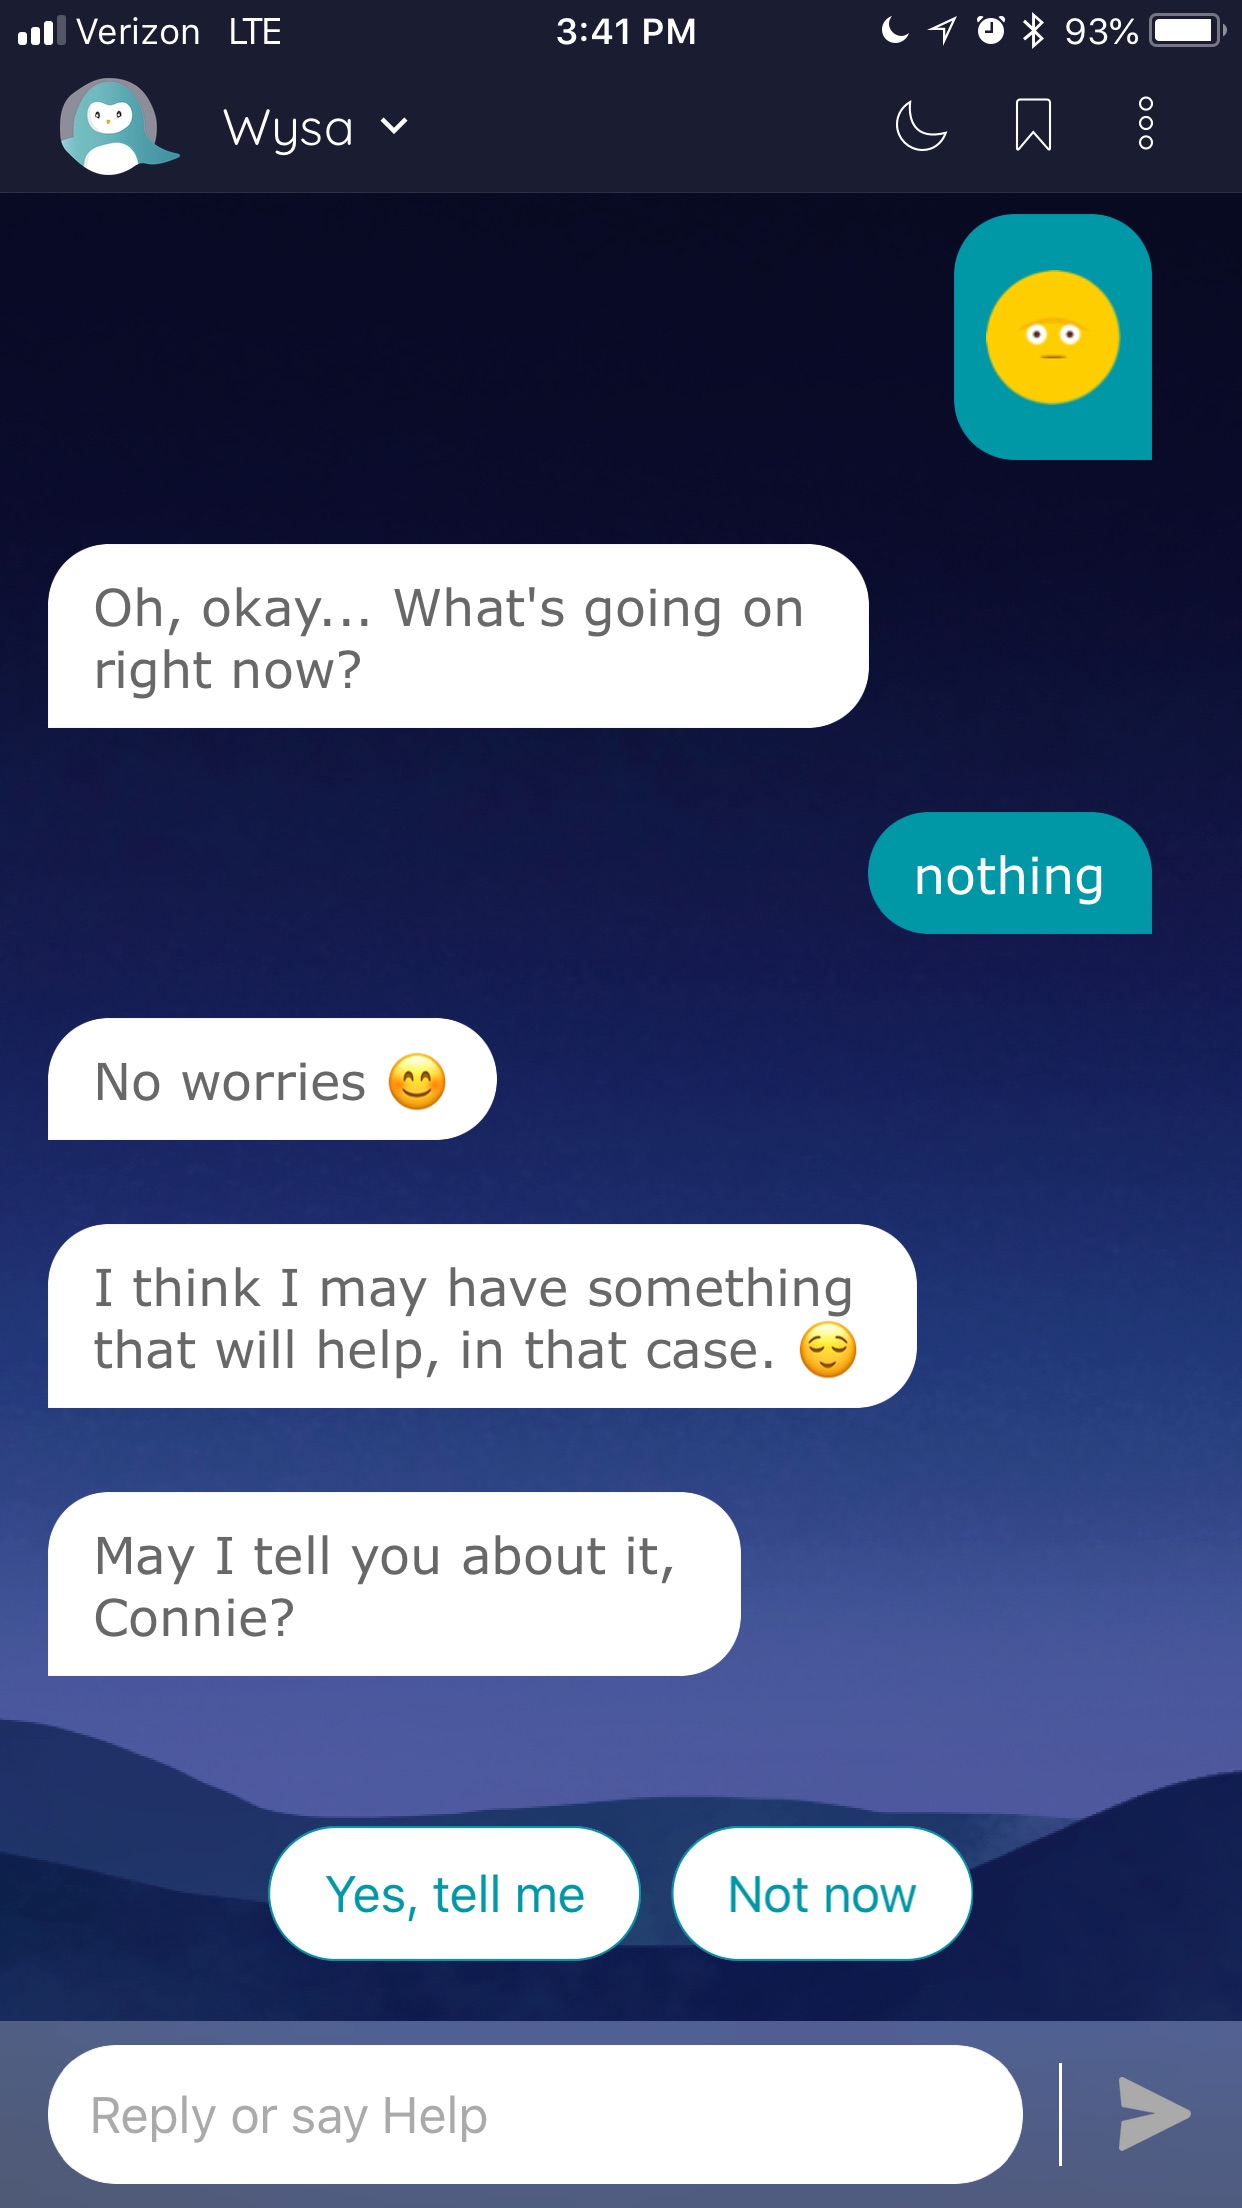 Verizon LTE 3:41 PM 93%
Wysa
Oh, okay... What's going on
right now?
nothing
No worries 😊
I think I may have something
that will help, in that case. 😌
May I tell you about it,
Connie?
Yes, tell me Not now
Reply or say Help